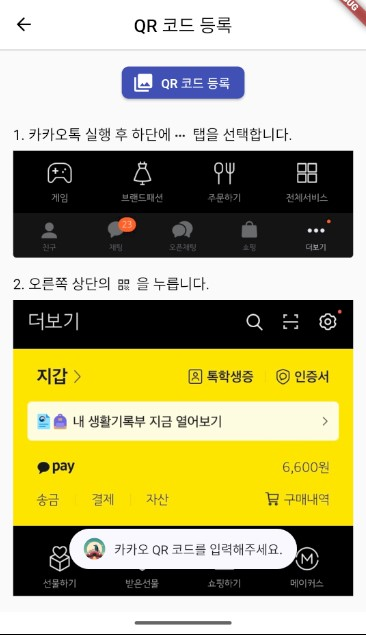 QR 코드 등록
QR 코드 등록
1. 카카오톡 실행 후 하단에 ··· 탭을 선택합니다.
게임 브랜드패션 주문하기 전체서비스
23
친구 채팅 오픈채팅 쇼핑 더보기
2. 오른쪽 상단의 을 누릅니다.
더보기
지갑 > 톡학생증 인증서
내 생활기록부 지금 열어보기 >
pay 6,600원
송금 결제 자산 구매내역
카카오 QR 코드를 입력해주세요.
선물하기 받은선물 쇼핑하기 메이커스